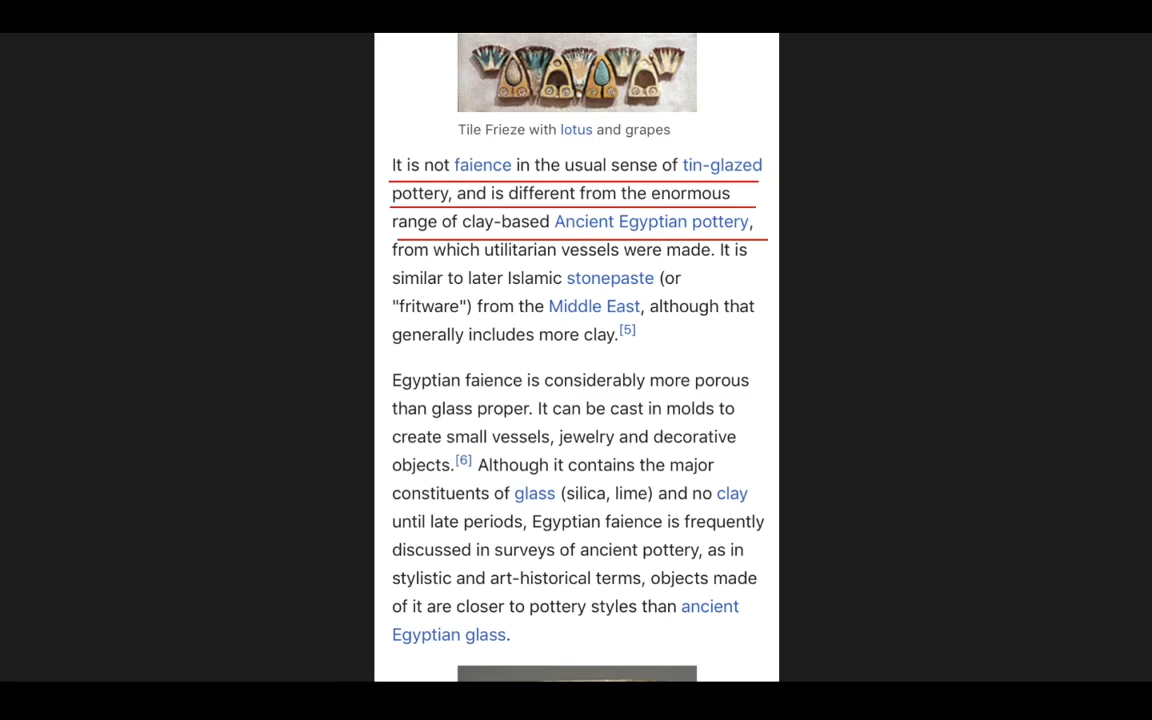 Tile Frieze with lotus and grapes
It is not faience in the usual sense of tin-glazed
pottery, and is different from the enormous
range of clay-based Ancient Egyptian pottery,
from which utilitarian vessels were made. It is
similar to later Islamic stonepaste (or
"fritware") from the Middle East, although that
generally includes more clay.[5]
Egyptian faience is considerably more porous
than glass proper. It can be cast in molds to
create small vessels, jewelry and decorative
objects.[6] Although it contains the major
constituents of glass (silica, lime) and no clay
until late periods, Egyptian faience is frequently
discussed in surveys of ancient pottery, as in
stylistic and art-historical terms, objects made
of it are closer to pottery styles than ancient
Egyptian glass.